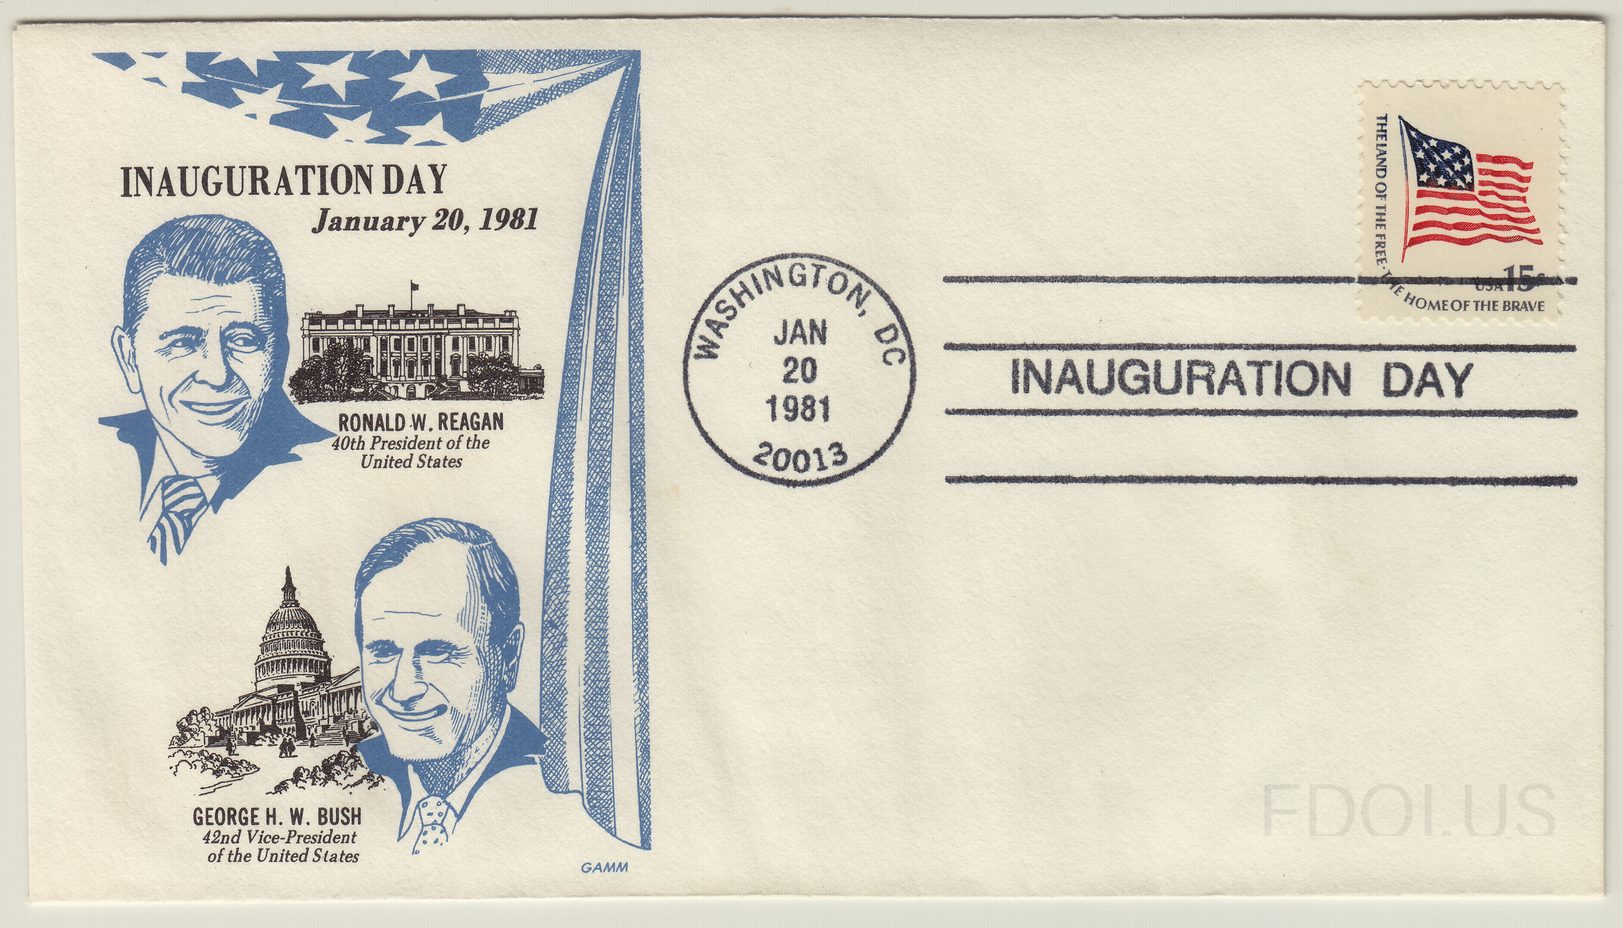 INAUGURATION DAY
January 20, 1981
RONALD W. REAGAN
40th President of the
United States
GEORGE H. W. BUSH
42nd Vice-President
of the United States
GAMM
WASHINGTON, DC
JAN
20
1981
20013
INAUGURATION DAY
THE LAND OF THE FREE · THE HOME OF THE BRAVE
USA 15c
FDOI.US